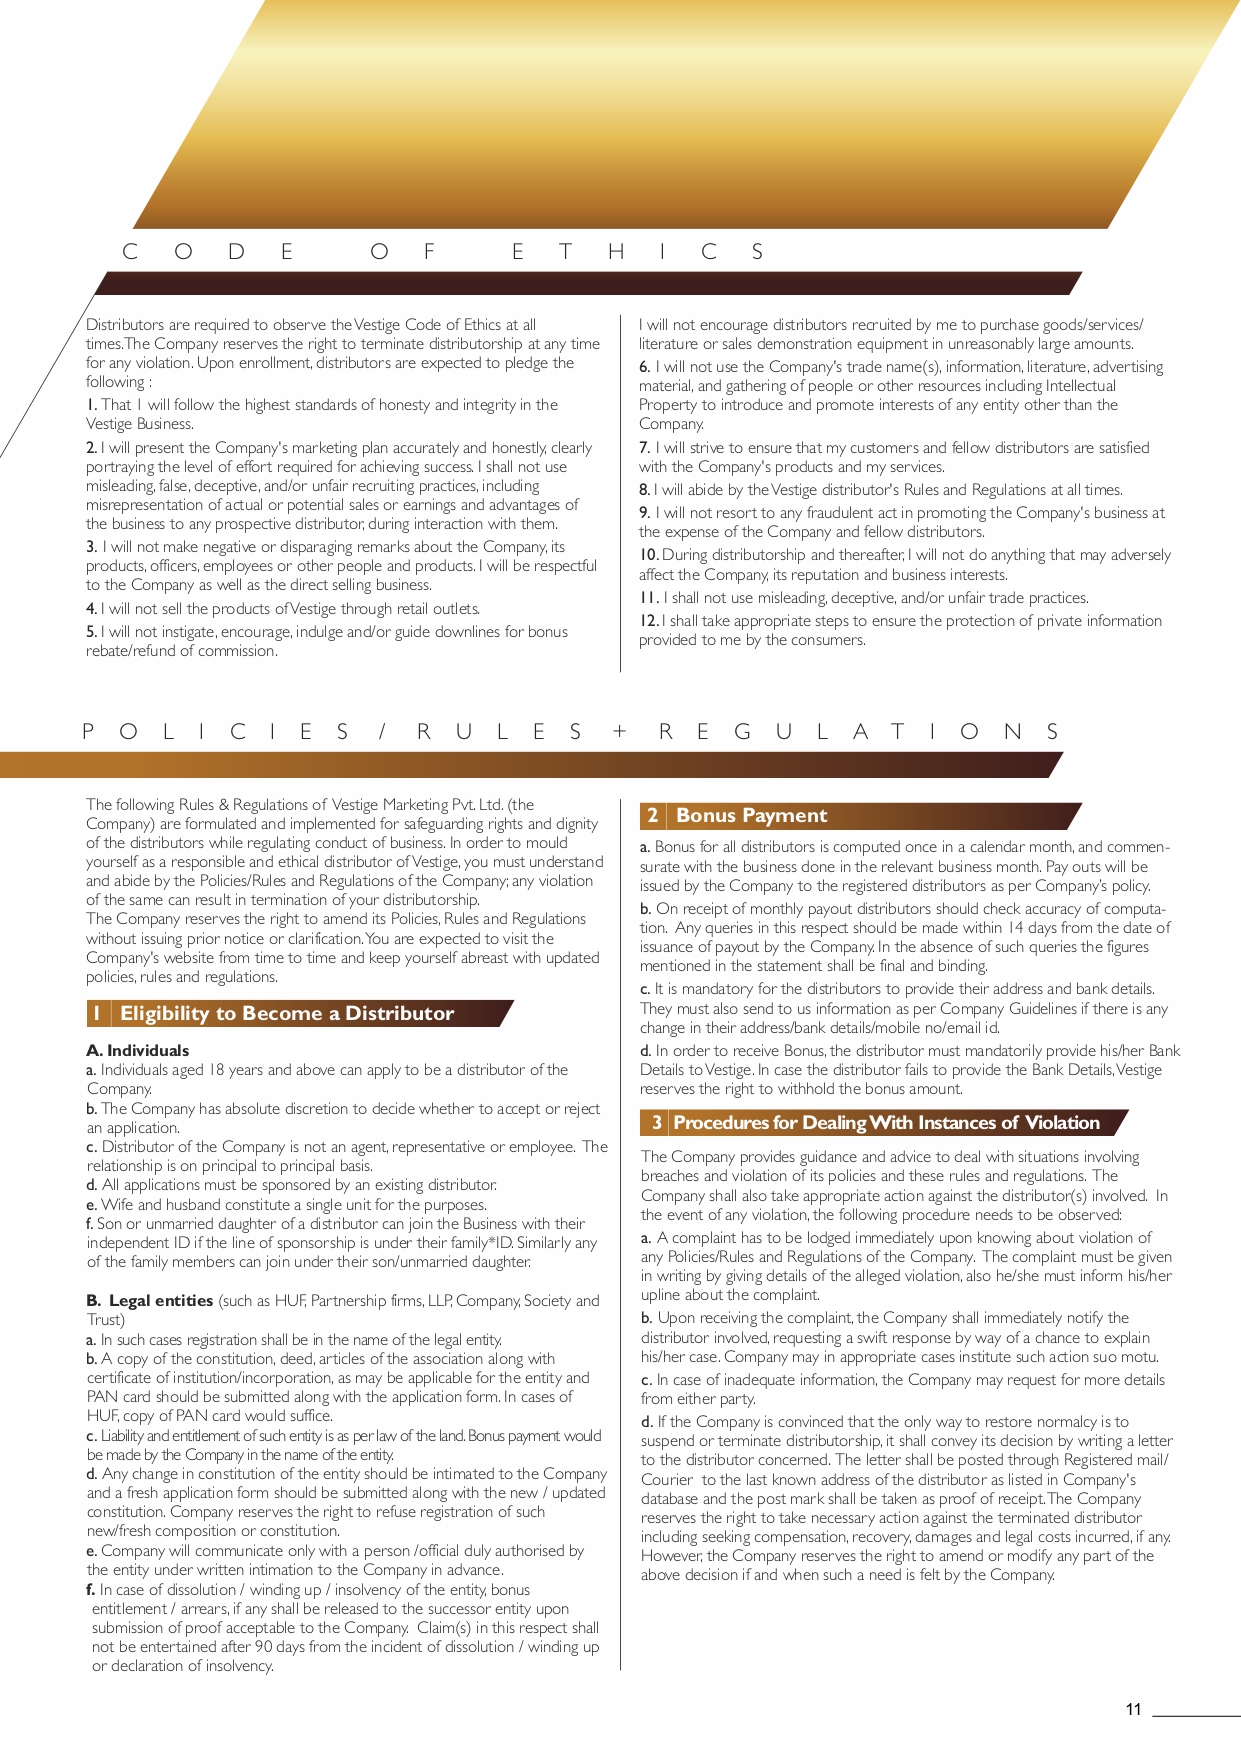 CODE OF ETHICS
Distributors are required to observe the Vestige Code of Ethics at all
times.The Company reserves the right to terminate distributorship at any time
for any violation. Upon enrollment, distributors are expected to pledge the
following :
1. That I will follow the highest standards of honesty and integrity in the
Vestige Business.
2. I will present the Company's marketing plan accurately and honestly, clearly
portraying the level of effort required for achieving success. I shall not use
misleading, false, deceptive, and/or unfair recruiting practices, including
misrepresentation of actual or potential sales or earnings and advantages of
the business to any prospective distributor, during interaction with them.
3. I will not make negative or disparaging remarks about the Company, its
products, officers, employees or other people and products. I will be respectful
to the Company as well as the direct selling business.
4. I will not sell the products of Vestige through retail outlets.
5. I will not instigate, encourage, indulge and/or guide downlines for bonus
rebate/refund of commission.
I will not encourage distributors recruited by me to purchase goods/services/
literature or sales demonstration equipment in unreasonably large amounts.
6. I will not use the Company's trade name(s), information, literature, advertising
material, and gathering of people or other resources including Intellectual
Property to introduce and promote interests of any entity other than the
Company.
7. I will strive to ensure that my customers and fellow distributors are satisfied
with the Company's products and my services.
8. I will abide by the Vestige distributor's Rules and Regulations at all times.
9. I will not resort to any fraudulent act in promoting the Company's business at
the expense of the Company and fellow distributors.
10. During distributorship and thereafter, I will not do anything that may adversely
affect the Company, its reputation and business interests.
11. I shall not use misleading, deceptive, and/or unfair trade practices.
12. I shall take appropriate steps to ensure the protection of private information
provided to me by the consumers.
POLICIES/RULES+REGULATIONS
The following Rules & Regulations of Vestige Marketing Pvt. Ltd. (the
Company) are formulated and implemented for safeguarding rights and dignity
of the distributors while regulating conduct of business. In order to mould
yourself as a responsible and ethical distributor of Vestige, you must understand
and abide by the Policies/Rules and Regulations of the Company; any violation
of the same can result in termination of your distributorship.
The Company reserves the right to amend its Policies, Rules and Regulations
without issuing prior notice or clarification. You are expected to visit the
Company's website from time to time and keep yourself abreast with updated
policies, rules and regulations.
1 Eligibility to Become a Distributor
A. Individuals
a. Individuals aged 18 years and above can apply to be a distributor of the
Company.
b. The Company has absolute discretion to decide whether to accept or reject
an application.
c. Distributor of the Company is not an agent, representative or employee. The
relationship is on principal to principal basis.
d. All applications must be sponsored by an existing distributor.
e. Wife and husband constitute a single unit for the purposes.
f. Son or unmarried daughter of a distributor can join the Business with their
independent ID if the line of sponsorship is under their family*ID. Similarly any
of the family members can join under their son/unmarried daughter.
B. Legal entities (such as HUF, Partnership firms, LLP, Company, Society and
Trust)
a. In such cases registration shall be in the name of the legal entity.
b. A copy of the constitution, deed, articles of the association along with
certificate of institution/incorporation, as may be applicable for the entity and
PAN card should be submitted along with the application form. In cases of
HUF, copy of PAN card would suffice.
c. Liability and entitlement of such entity is as per law of the land. Bonus payment would
be made by the Company in the name of the entity.
d. Any change in constitution of the entity should be intimated to the Company
and a fresh application form should be submitted along with the new / updated
constitution. Company reserves the right to refuse registration of such
new/fresh composition or constitution.
e. Company will communicate only with a person /official duly authorised by
the entity under written intimation to the Company in advance.
f. In case of dissolution / winding up / insolvency of the entity, bonus
entitlement / arrears, if any shall be released to the successor entity upon
submission of proof acceptable to the Company. Claim(s) in this respect shall
not be entertained after 90 days from the incident of dissolution / winding up
or declaration of insolvency.
2 Bonus Payment
a. Bonus for all distributors is computed once in a calendar month, and commen-
surate with the business done in the relevant business month. Pay outs will be
issued by the Company to the registered distributors as per Company's policy.
b. On receipt of monthly payout distributors should check accuracy of computa-
tion. Any queries in this respect should be made within 14 days from the date of
issuance of payout by the Company. In the absence of such queries the figures
mentioned in the statement shall be final and binding.
c. It is mandatory for the distributors to provide their address and bank details.
They must also send to us information as per Company Guidelines if there is any
change in their address/bank details/mobile no/email id.
d. In order to receive Bonus, the distributor must mandatorily provide his/her Bank
Details to Vestige. In case the distributor fails to provide the Bank Details, Vestige
reserves the right to withhold the bonus amount.
3 Procedures for Dealing With Instances of Violation
The Company provides guidance and advice to deal with situations involving
breaches and violation of its policies and these rules and regulations. The
Company shall also take appropriate action against the distributor(s) involved. In
the event of any violation, the following procedure needs to be observed:
a. A complaint has to be lodged immediately upon knowing about violation of
any Policies/Rules and Regulations of the Company. The complaint must be given
in writing by giving details of the alleged violation, also he/she must inform his/her
upline about the complaint.
b. Upon receiving the complaint, the Company shall immediately notify the
distributor involved, requesting a swift response by way of a chance to explain
his/her case. Company may in appropriate cases institute such action suo motu.
c. In case of inadequate information, the Company may request for more details
from either party.
d. If the Company is convinced that the only way to restore normalcy is to
suspend or terminate distributorship, it shall convey its decision by writing a letter
to the distributor concerned. The letter shall be posted through Registered mail/
Courier to the last known address of the distributor as listed in Company's
database and the post mark shall be taken as proof of receipt.The Company
reserves the right to take necessary action against the terminated distributor
including seeking compensation, recovery, damages and legal costs incurred, if any.
However, the Company reserves the right to amend or modify any part of the
above decision if and when such a need is felt by the Company.
11